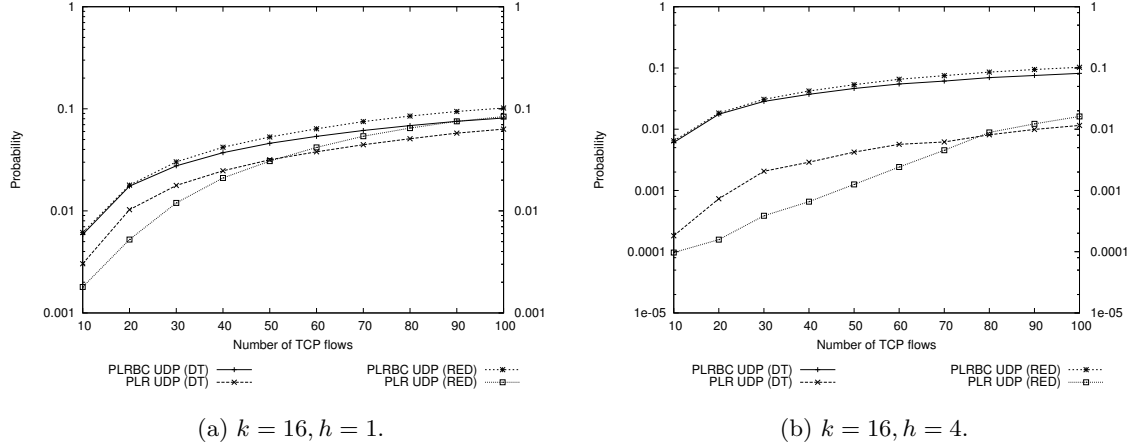 1
1
0.1
0.1
Probability
0.01
0.01
0.001
0.001
10 20 30 40 50 60 70 80 90 100
Number of TCP flows
PLRBC UDP (DT) PLRBC UDP (RED)
PLR UDP (DT) PLR UDP (RED)
(a) k = 16, h = 1.
1
1
0.1
0.1
0.01
0.01
Probability
0.001
0.001
0.0001
0.0001
1e-05
1e-05
10 20 30 40 50 60 70 80 90 100
Number of TCP flows
PLRBC UDP (DT) PLRBC UDP (RED)
PLR UDP (DT) PLR UDP (RED)
(b) k = 16, h = 4.